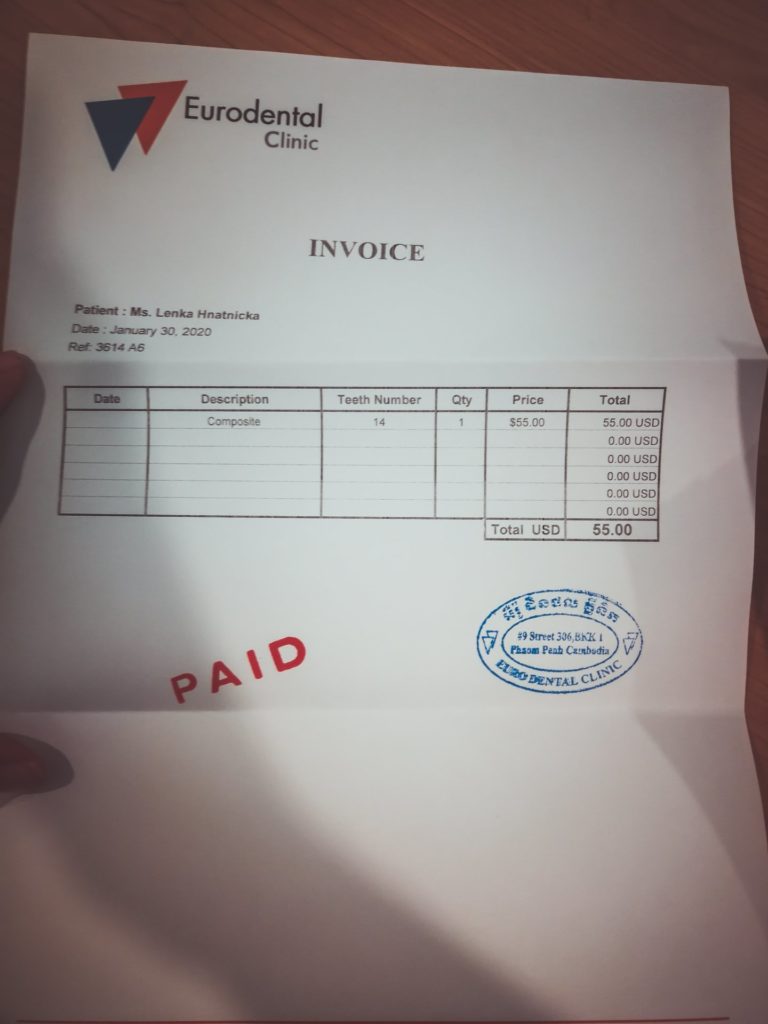 Eurodental
Clinic
INVOICE
Patient : Ms. Lenka Hnatnicka
Date : January 30, 2020
Ref: 3614 A6
Date Description Teeth Number Qty Price Total
Composite 14 1 $55.00 55.00 USD
0.00 USD
0.00 USD
0.00 USD
0.00 USD
0.00 USD
Total USD 55.00
PAID
#9 Street 306,BKK 1
Phnom Penh Cambodia
EURO DENTAL CLINIC